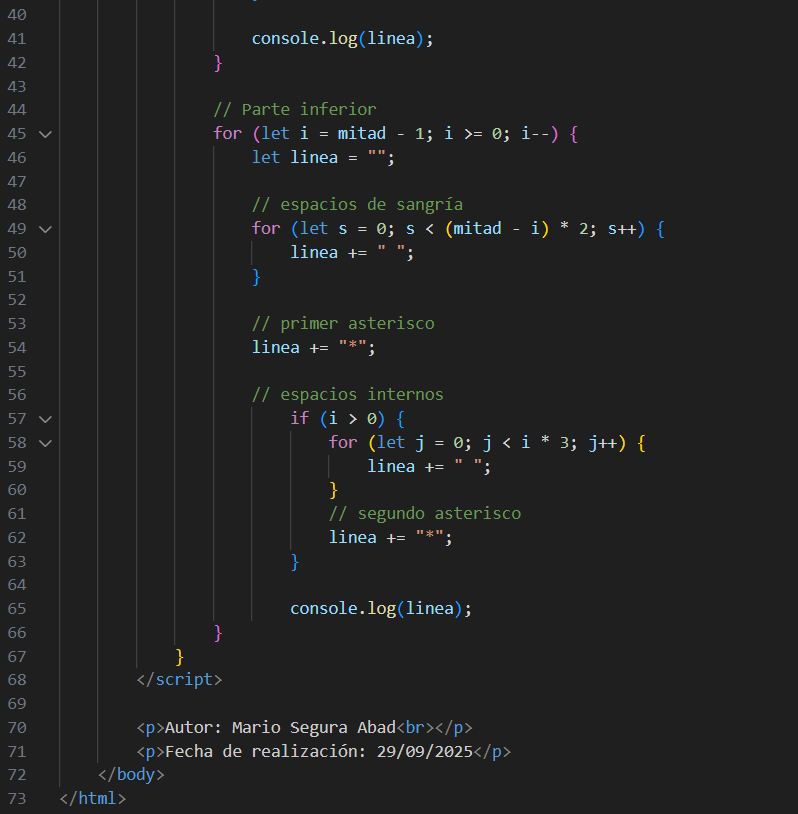 40
41 console.log(linea);
42 }
43
44 // Parte inferior
45 for (let i = mitad - 1; i >= 0; i--) {
46 let linea = "";
47
48 // espacios de sangría
49 for (let s = 0; s < (mitad - i) * 2; s++) {
50 linea += " ";
51 }
52
53 // primer asterisco
54 linea += "*";
55
56 // espacios internos
57 if (i > 0) {
58 for (let j = 0; j < i * 3; j++) {
59 linea += " ";
60 }
61 // segundo asterisco
62 linea += "*";
63 }
64
65 console.log(linea);
66 }
67 }
68 </script>
69
70 <p>Autor: Mario Segura Abad<br></p>
71 <p>Fecha de realización: 29/09/2025</p>
72 </body>
73 </html>